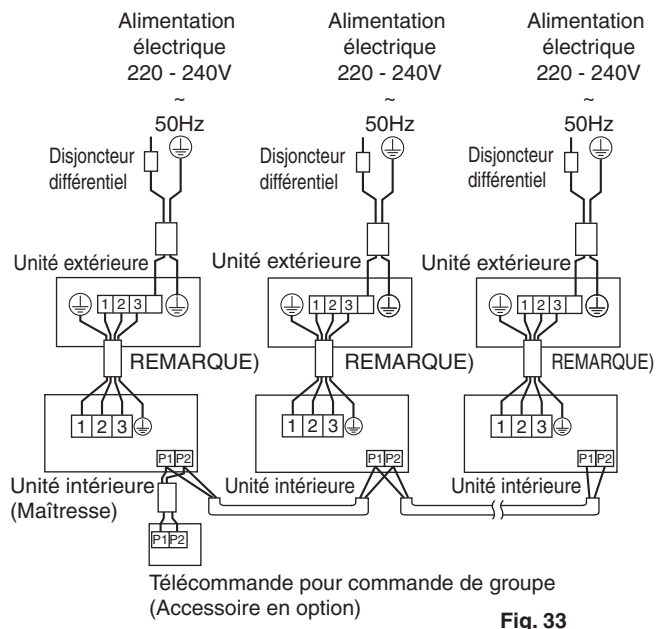 Alimentation Alimentation Alimentation
électrique électrique électrique
220 - 240V 220 - 240V 220 - 240V
~ ~ ~
50Hz 50Hz 50Hz
Disjoncteur Disjoncteur Disjoncteur
différentiel différentiel différentiel
Unité extérieure Unité extérieure Unité extérieure
1 2 3 1 2 3 1 2 3
REMARQUE) REMARQUE) REMARQUE)
1 2 3 1 2 3 1 2 3
P1 P2 P1 P2 P1 P2
Unité intérieure Unité intérieure Unité intérieure
(Maîtresse)
P1 P2
Télécommande pour commande de groupe
(Accessoire en option)
Fig. 33